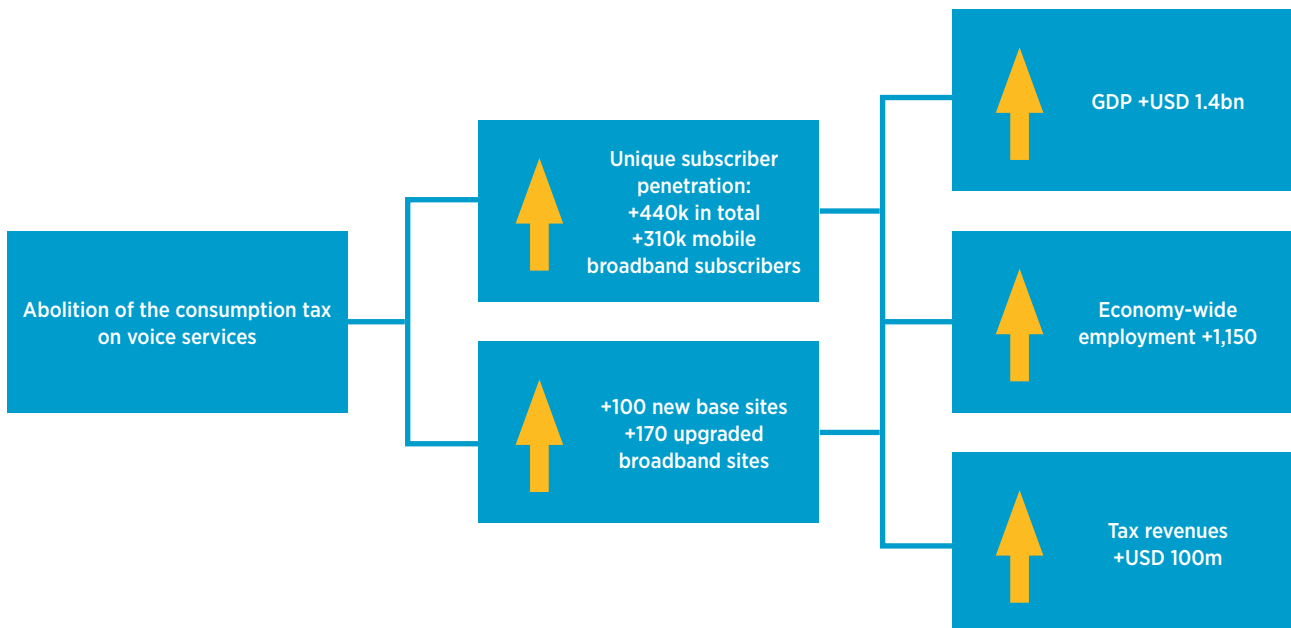 Abolition of the consumption tax
on voice services
Unique subscriber
penetration:
+440k in total
+310k mobile
broadband subscribers
+100 new base sites
+170 upgraded
broadband sites
GDP +USD 1.4bn
Economy-wide
employment +1,150
Tax revenues
+USD 100m